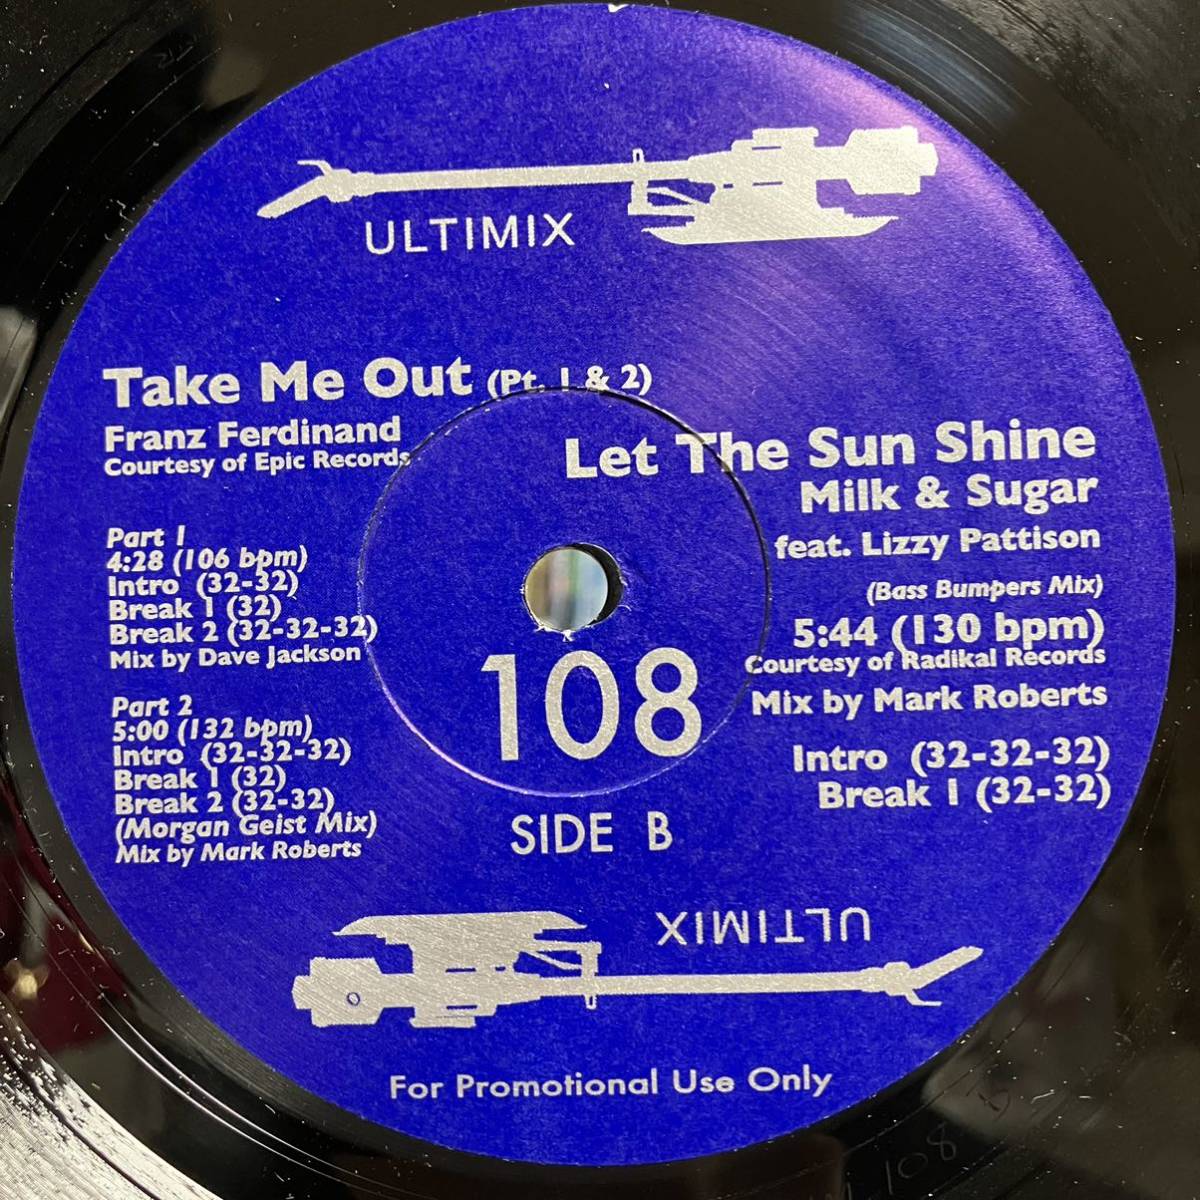 ULTIMIX
Take Me Out (Pt. 1 & 2)
Franz Ferdinand
Courtesy of Epic Records
Part 1
4:28 (106 bpm)
Intro (32-32)
Break 1 (32)
Break 2 (32-32-32)
Mix by Dave Jackson
Part 2
5:00 (132 bpm)
Intro (32-32-32)
Break 1 (32)
Break 2 (32-32)
(Morgan Geist Mix)
Mix by Mark Roberts
Let The Sun Shine
Milk & Sugar
feat. Lizzy Pattison
(Bass Bumpers Mix)
5:44 (130 bpm)
Courtesy of Radikal Records
Mix by Mark Roberts
Intro (32-32-32)
Break 1 (32-32)
108
SIDE B
ULTIMIX
For Promotional Use Only
108